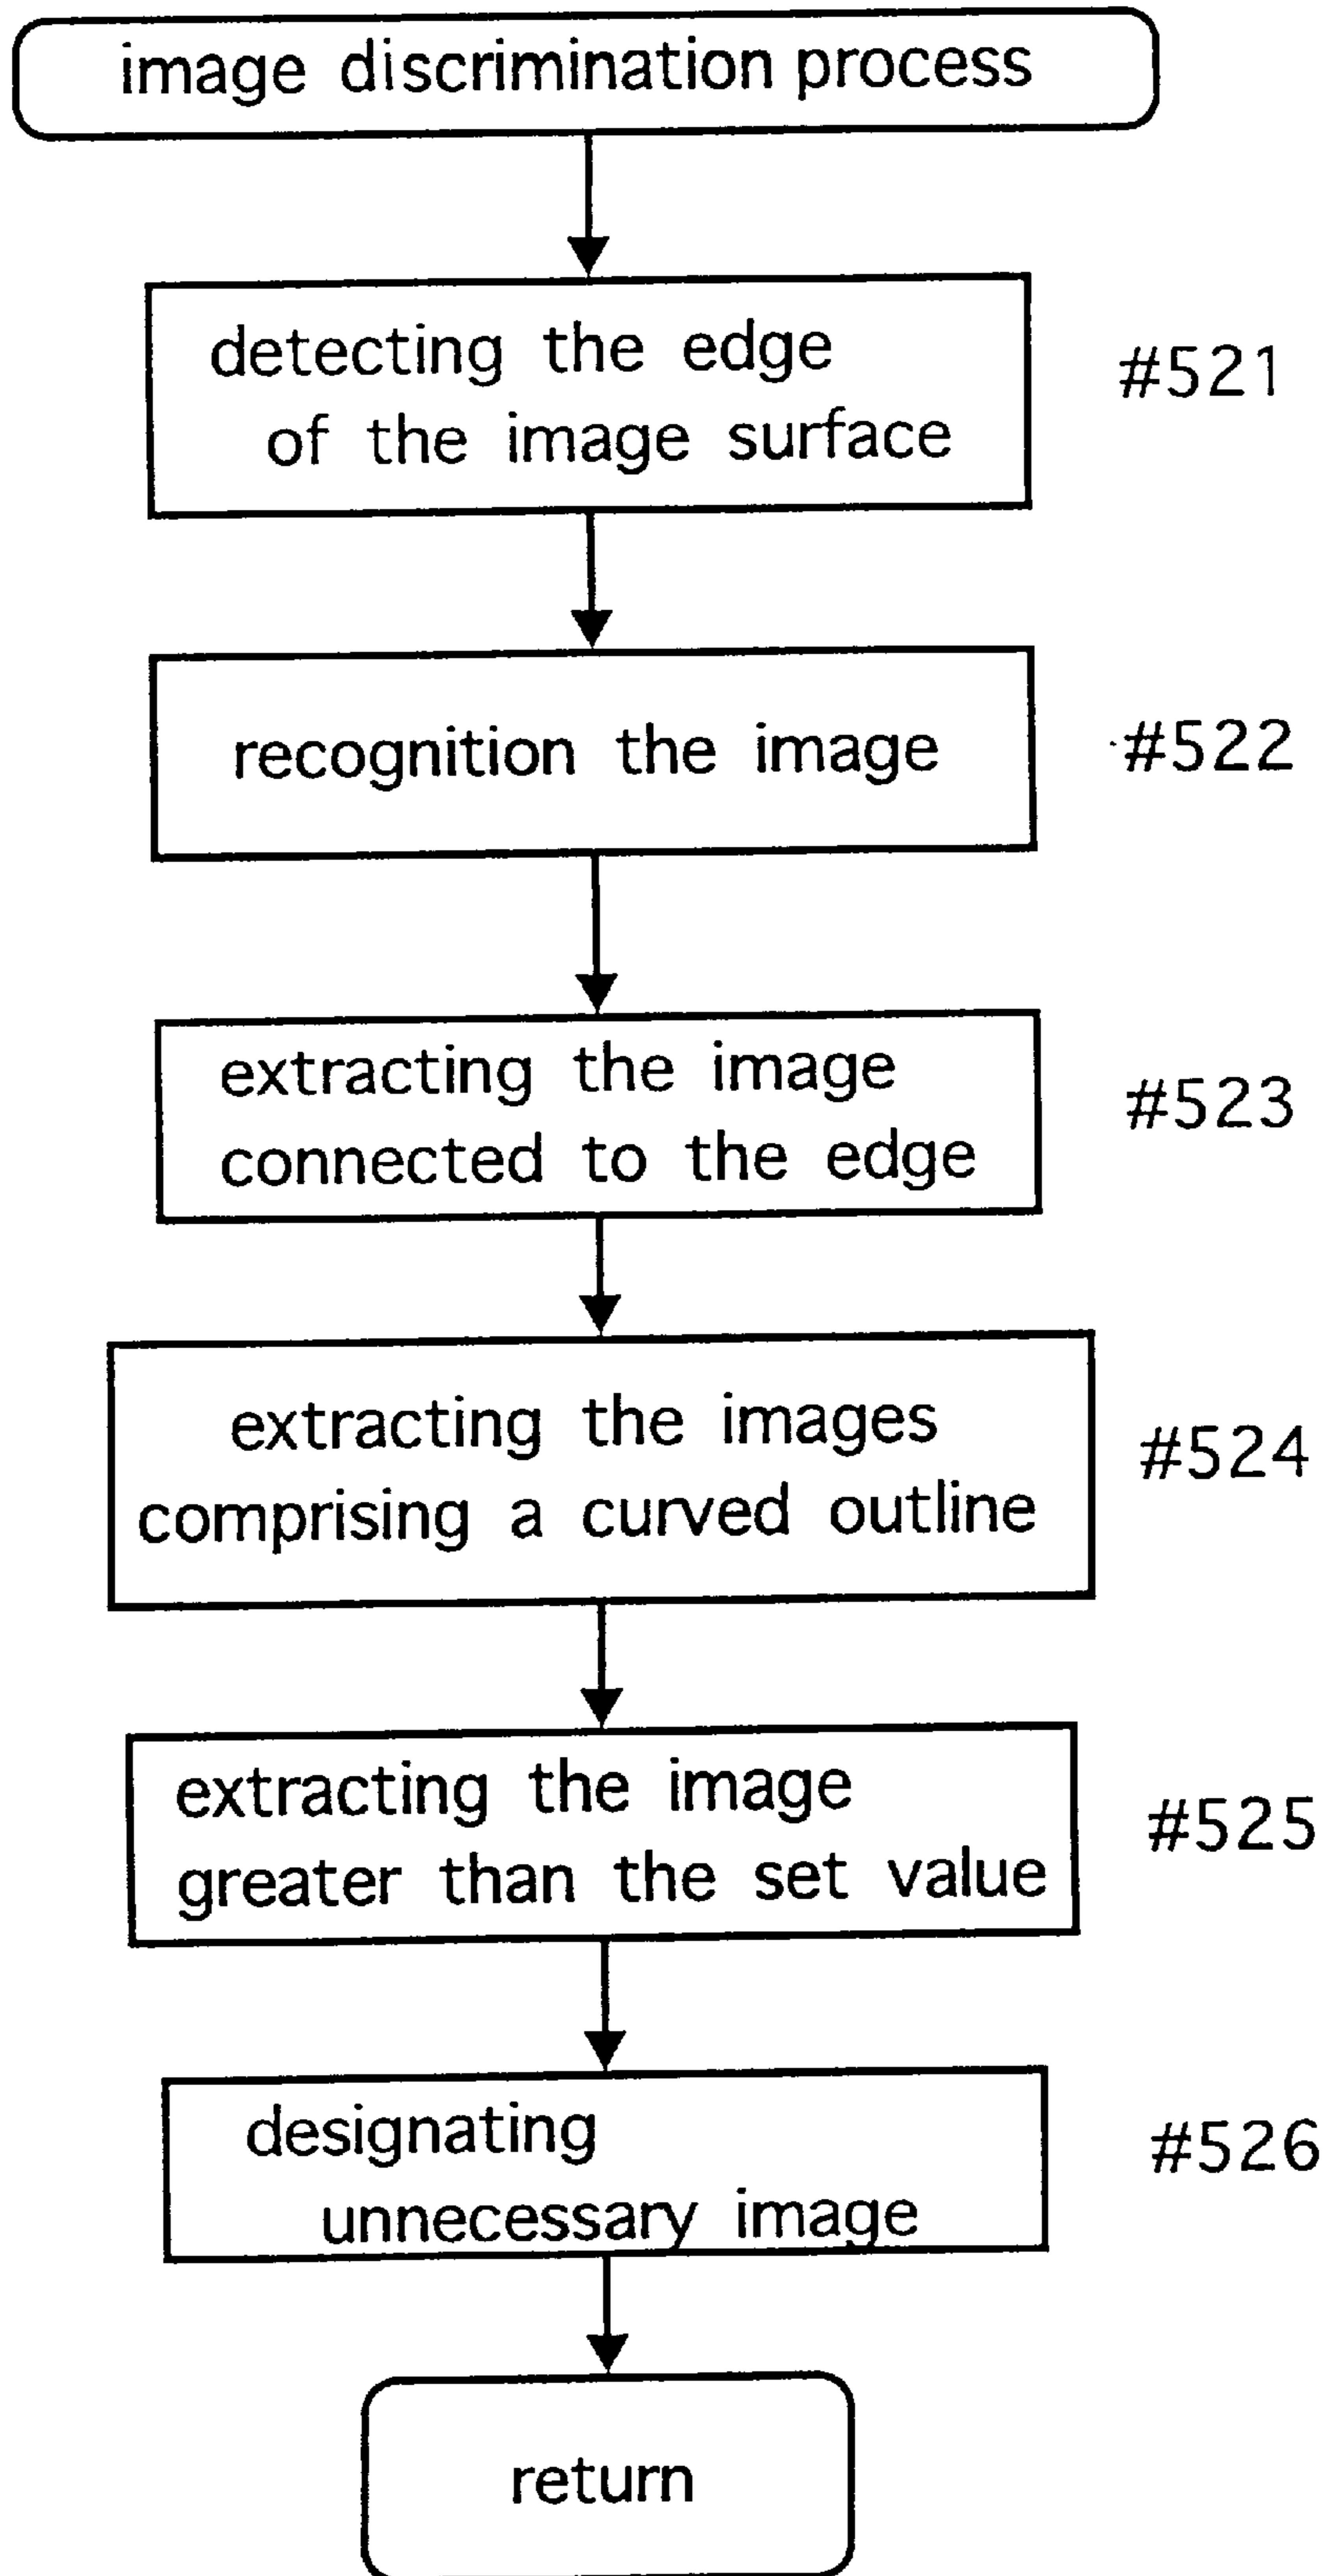 image discrimination process
detecting the edge
of the image surface
#521
recognition the image
#522
extracting the image
connected to the edge
#523
extracting the images
comprising a curved outline
#524
extracting the image
greater than the set value
#525
designating
unnecessary image
#526
return